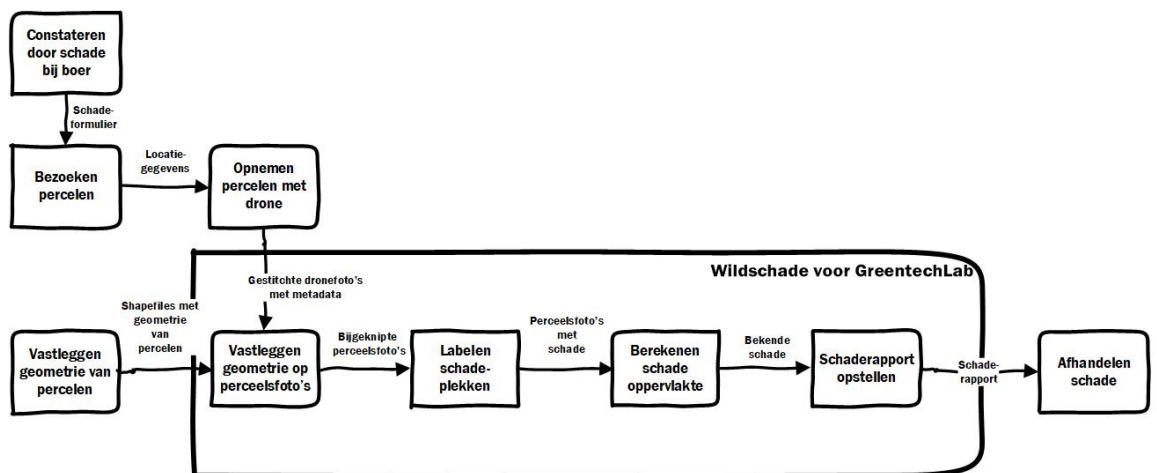 Constateren
door schade
bij boer
Schade-
formulier
Bezoeken
percelen
Locatie-
gegevens
Opnemen
percelen met
drone
Wildschade voor GreentechLab
Gestitchte dronefoto's
met metadata
Vastleggen
geometrie van
percelen
Shapefiles met
geometrie
van
percelen
Vastleggen
geometrie op
perceelsfoto's
Bijgeknipte
perceelsfoto's
Labelen
schade-
plekken
Perceelsfoto's
met
schade
Berekenen
schade
oppervlakte
Bekende
schade
Schaderapport
opstellen
Schade-
rapport
Afhandelen
schade